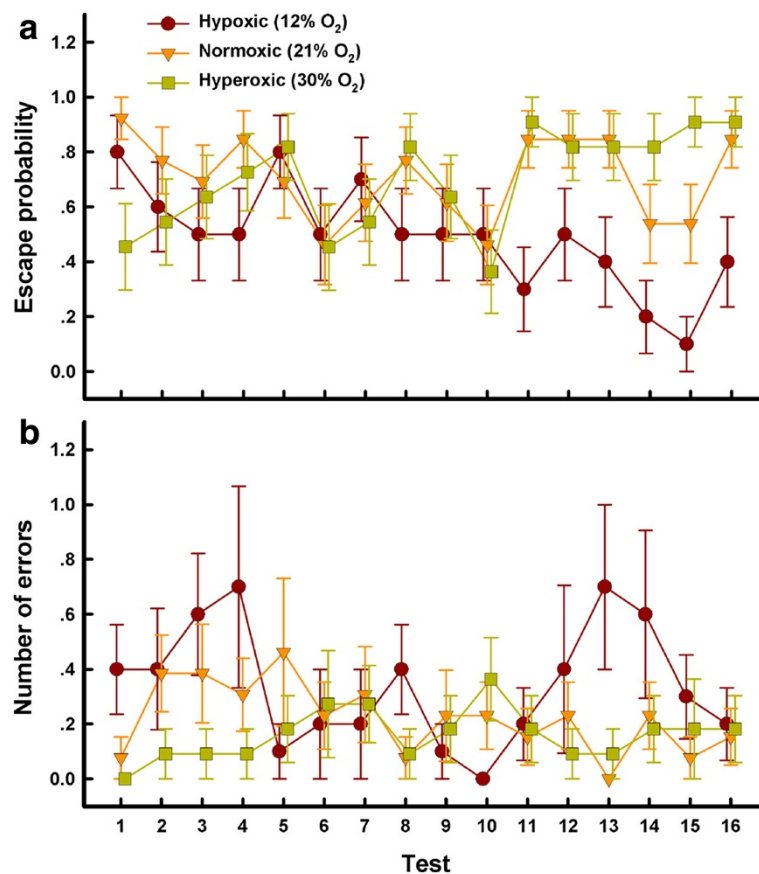 a
Hypoxic (12% O₂)
Normoxic (21% O₂)
Hyperoxic (30% O₂)
Escape probability
1.2
1.0
.8
.6
.4
.2
0.0
b
Number of errors
1.2
1.0
.8
.6
.4
.2
0.0
1 2 3 4 5 6 7 8 9 10 11 12 13 14 15 16
Test